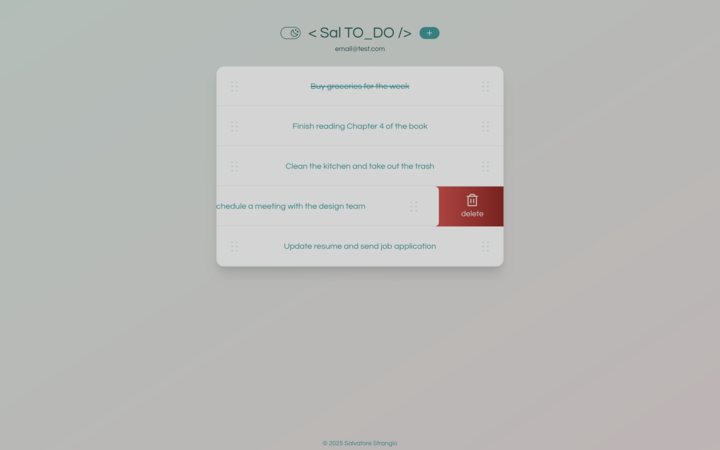 < Sal TO_DO />
+
email@test.com
Buy groceries for the week
Finish reading Chapter 4 of the book
Clean the kitchen and take out the trash
chedule a meeting with the design team
delete
Update resume and send job application
© 2025 Salvatore Strangio